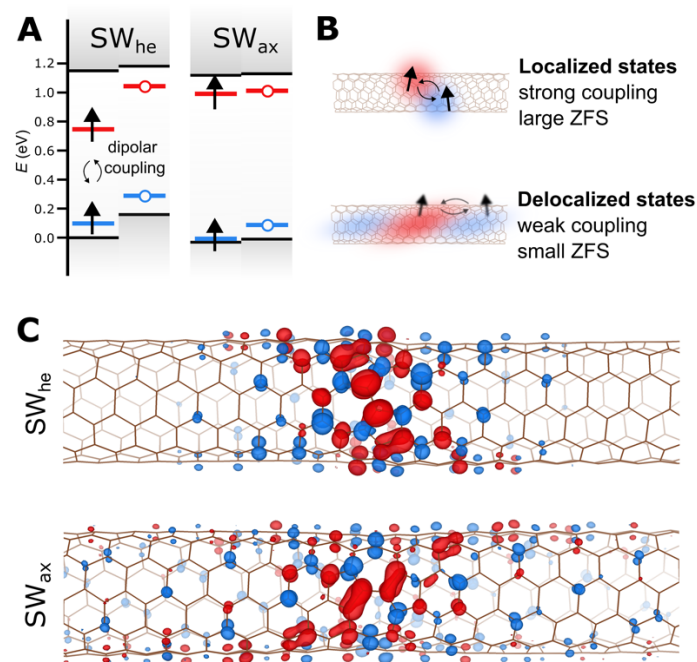 A
SWhe
SWax
E (eV)
1.2
1.0
0.8
0.6
0.4
0.2
0.0
dipolar
coupling
B
Localized states
strong coupling
large ZFS
Delocalized states
weak coupling
small ZFS
C
SWhe
SWax